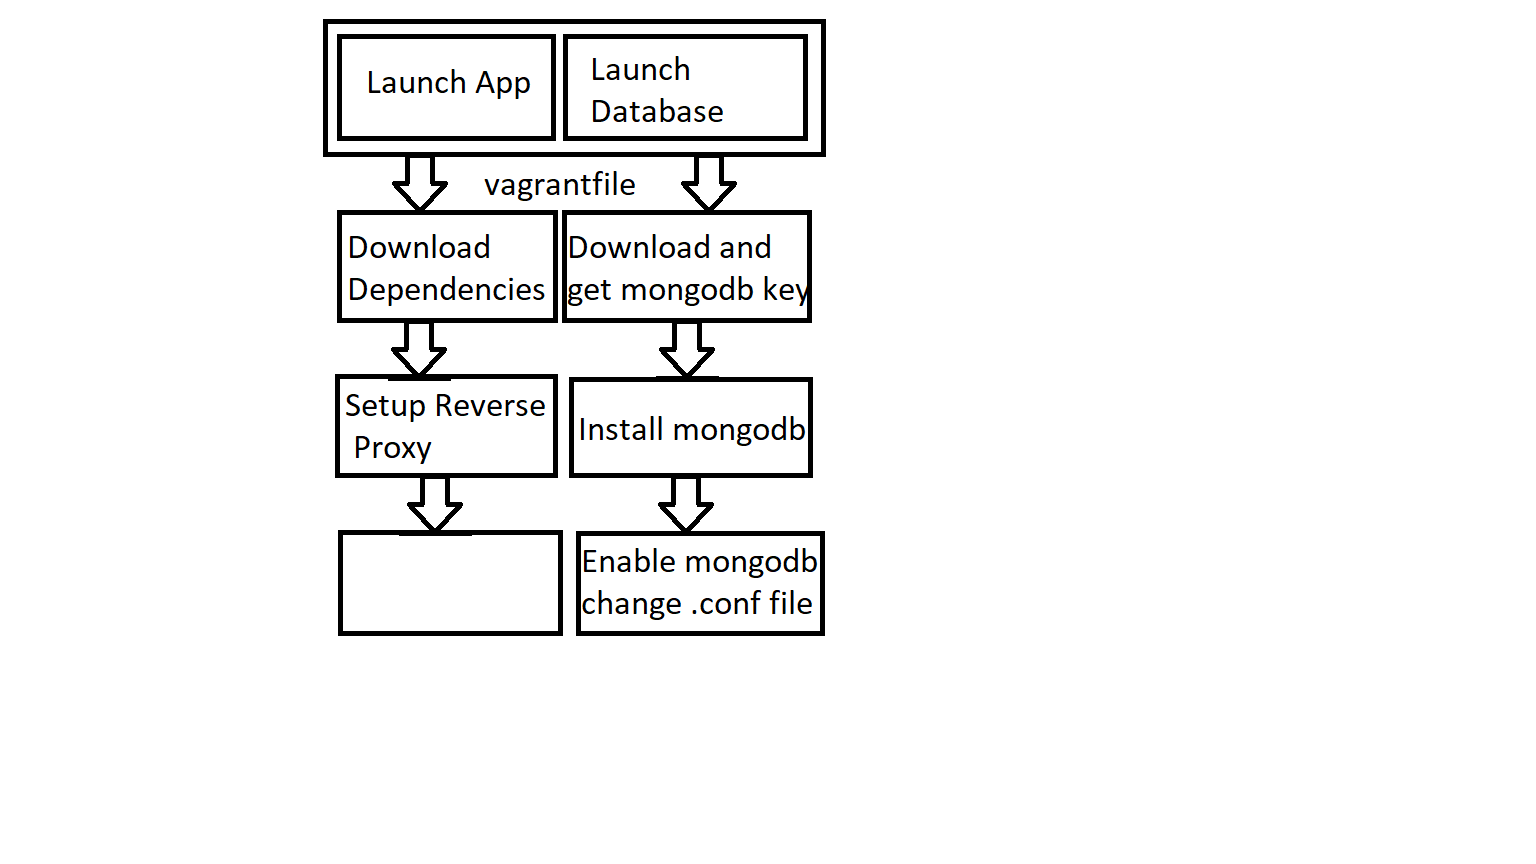 Launch App
Launch
Database
vagrantfile
Download
Dependencies
Download and
get mongodb key
Setup Reverse
Proxy
Install mongodb
Enable mongodb
change .conf file